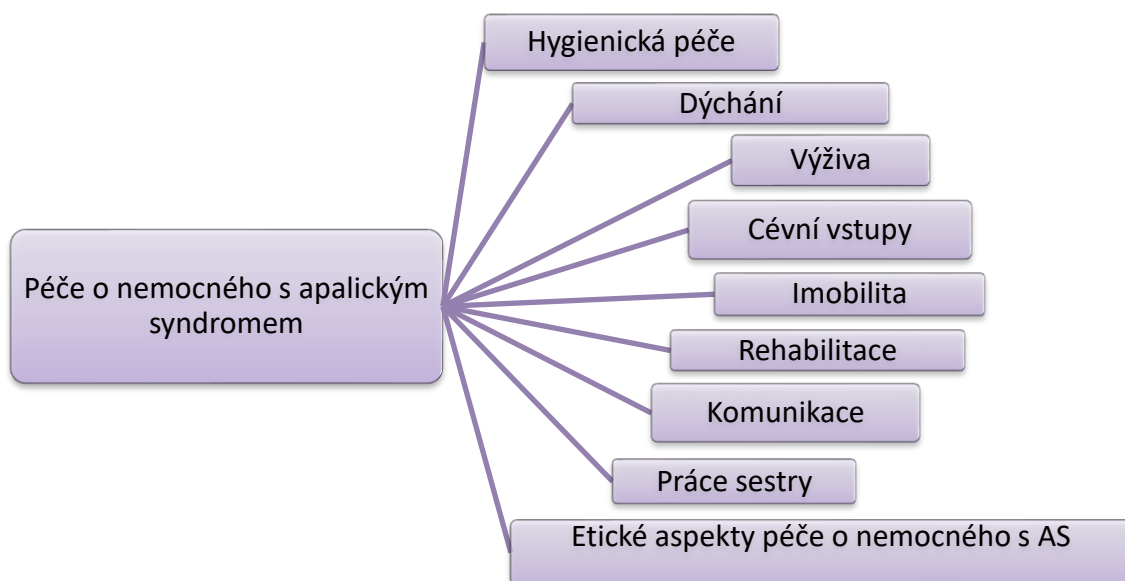 Hygienická péče
Dýchání
Výživa
Cévní vstupy
Péče o nemocného s apalickým
syndromem
Imobilita
Rehabilitace
Komunikace
Práce sestry
Etické aspekty péče o nemocného s AS